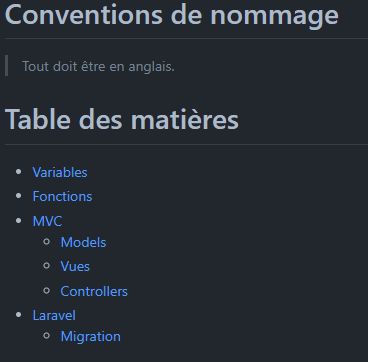 Conventions de nommage
Tout doit être en anglais.
Table des matières
Variables
Fonctions
MVC
Models
Vues
Controllers
Laravel
Migration